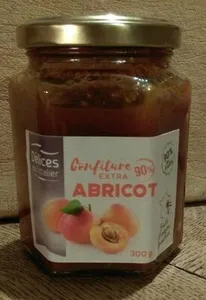 Délices
Confiture
90%
EXTRA
ABRICOT
300 g